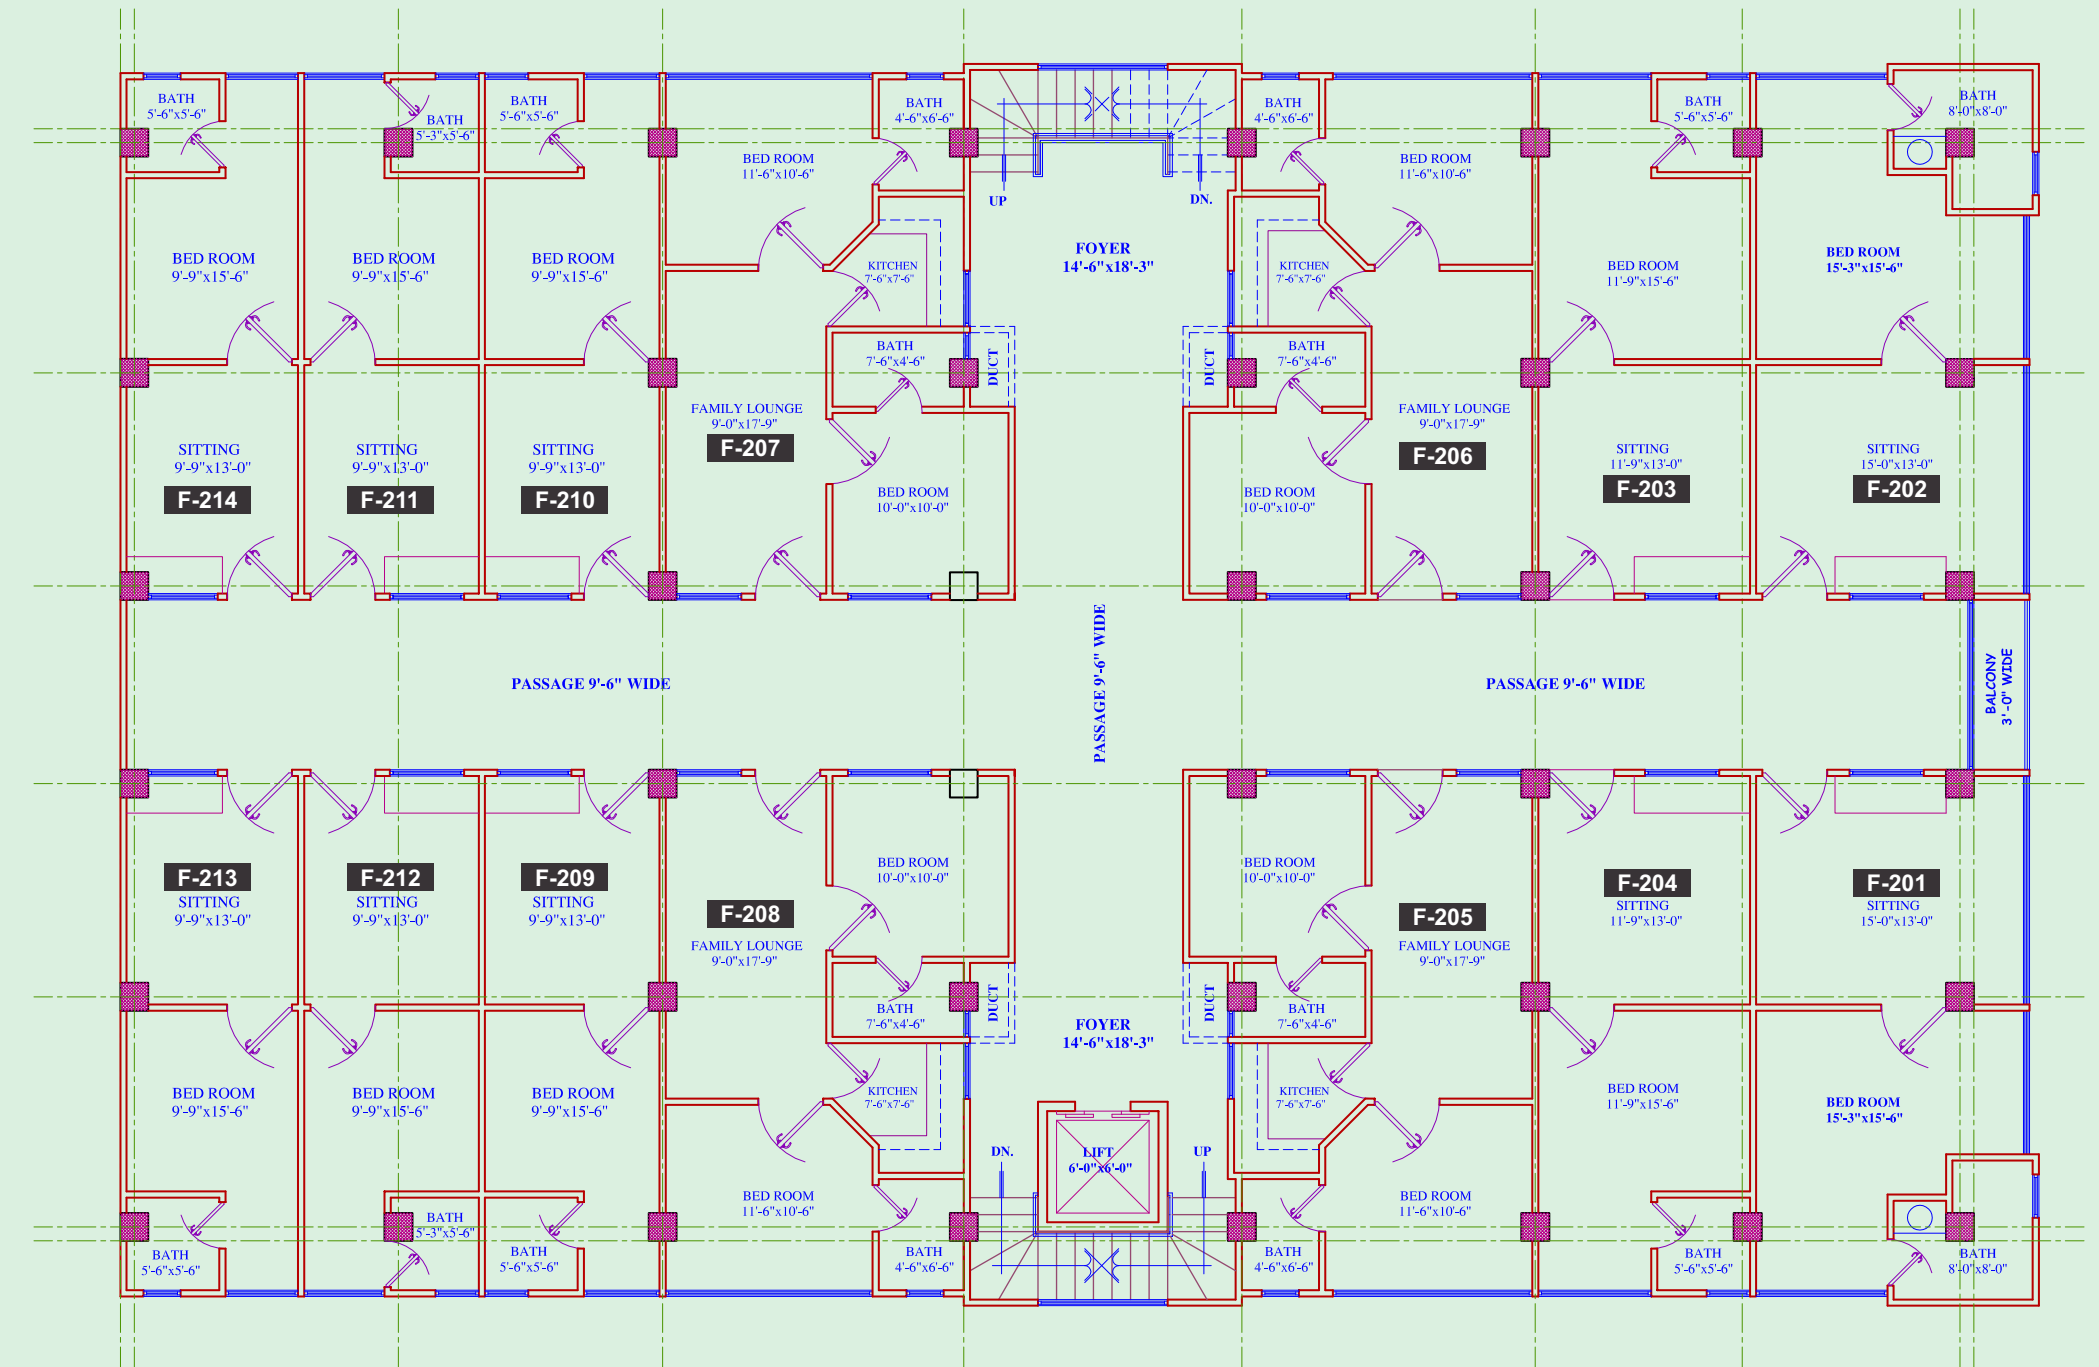 BATH
5'-6"x5'-6"
BATH
5'-3"x5'-6"
BATH
5'-6"x5'-6"
BATH
4'-6"x6'-6"
BATH
4'-6"x6'-6"
BATH
5'-6"x5'-6"
BATH
8'-0"x8'-0"
BED ROOM
11'-6"x10'-6"
BED ROOM
11'-6"x10'-6"
UP
DN.
BED ROOM
9'-9"x15'-6"
BED ROOM
9'-9"x15'-6"
BED ROOM
9'-9"x15'-6"
KITCHEN
7'-6"x7'-6"
FOYER
14'-6"x18'-3"
KITCHEN
7'-6"x7'-6"
BED ROOM
11'-9"x15'-6"
BED ROOM
15'-3"x15'-6"
BATH
7'-6"x4'-6"
DUCT
DUCT
BATH
7'-6"x4'-6"
FAMILY LOUNGE
9'-0"x17'-9"
F-207
FAMILY LOUNGE
9'-0"x17'-9"
F-206
SITTING
9'-9"x13'-0"
F-214
SITTING
9'-9"x13'-0"
F-211
SITTING
9'-9"x13'-0"
F-210
BED ROOM
10'-0"x10'-0"
BED ROOM
10'-0"x10'-0"
SITTING
11'-9"x13'-0"
F-203
SITTING
15'-0"x13'-0"
F-202
PASSAGE 9'-6" WIDE
PASSAGE 9'-6" WIDE
PASSAGE 9'-6" WIDE
BALCONY
3'-0" WIDE
F-213
SITTING
9'-9"x13'-0"
F-212
SITTING
9'-9"x13'-0"
F-209
SITTING
9'-9"x13'-0"
F-208
FAMILY LOUNGE
9'-0"x17'-9"
BED ROOM
10'-0"x10'-0"
BED ROOM
10'-0"x10'-0"
F-205
FAMILY LOUNGE
9'-0"x17'-9"
F-204
SITTING
11'-9"x13'-0"
F-201
SITTING
15'-0"x13'-0"
BATH
7'-6"x4'-6"
DUCT
DUCT
BATH
7'-6"x4'-6"
FOYER
14'-6"x18'-3"
BED ROOM
9'-9"x15'-6"
BED ROOM
9'-9"x15'-6"
BED ROOM
9'-9"x15'-6"
KITCHEN
7'-6"x7'-6"
KITCHEN
7'-6"x7'-6"
BED ROOM
11'-9"x15'-6"
BED ROOM
15'-3"x15'-6"
DN.
LIFT
6'-0"x6'-0"
UP
BED ROOM
11'-6"x10'-6"
BED ROOM
11'-6"x10'-6"
BATH
5'-6"x5'-6"
BATH
5'-3"x5'-6"
BATH
5'-6"x5'-6"
BATH
4'-6"x6'-6"
BATH
4'-6"x6'-6"
BATH
5'-6"x5'-6"
BATH
8'-0"x8'-0"